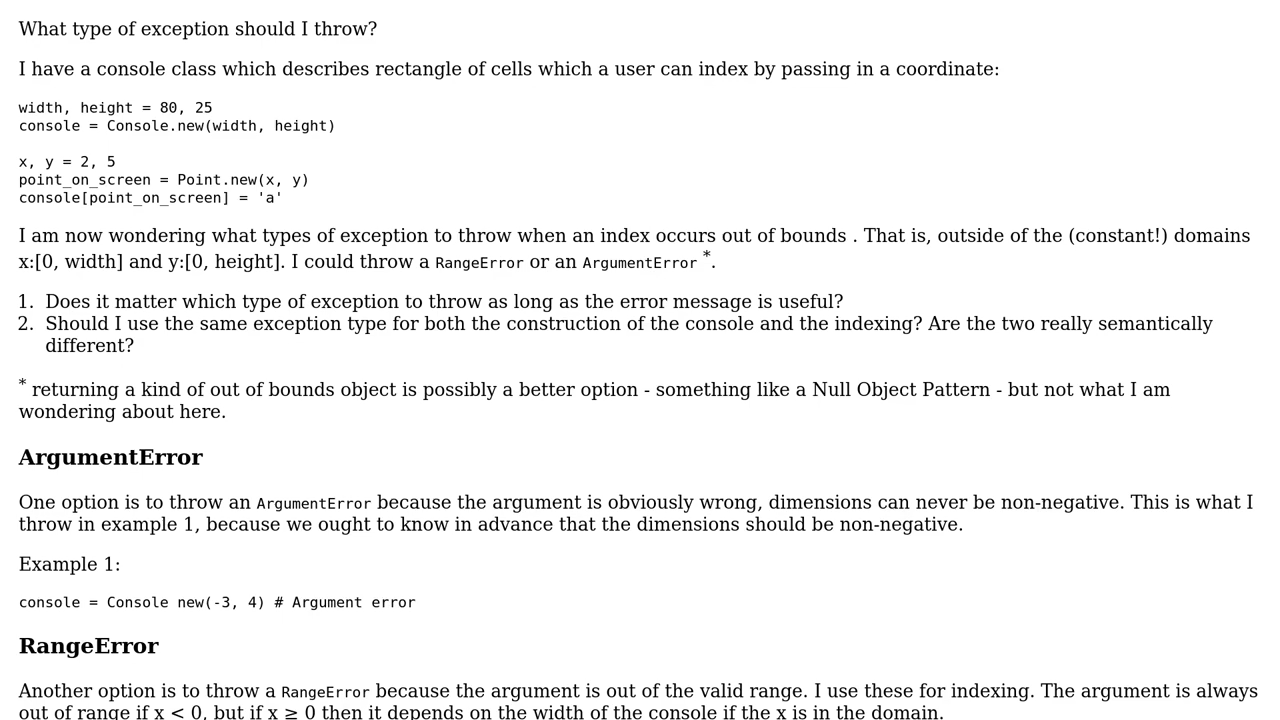 What type of exception should I throw?
I have a console class which describes rectangle of cells which a user can index by passing in a coordinate:
width, height = 80, 25
console = Console.new(width, height)
x, y = 2, 5
point_on_screen = Point.new(x, y)
console[point_on_screen] = 'a'
I am now wondering what types of exception to throw when an index occurs out of bounds . That is, outside of the (constant!) domains
x:[0, width] and y:[0, height]. I could throw a RangeError or an ArgumentError *.
1. Does it matter which type of exception to throw as long as the error message is useful?
2. Should I use the same exception type for both the construction of the console and the indexing? Are the two really semantically
different?
* returning a kind of out of bounds object is possibly a better option - something like a Null Object Pattern - but not what I am
wondering about here.
ArgumentError
One option is to throw an ArgumentError because the argument is obviously wrong, dimensions can never be non-negative. This is what I
throw in example 1, because we ought to know in advance that the dimensions should be non-negative.
Example 1:
console = Console new(-3, 4) # Argument error
RangeError
Another option is to throw a RangeError because the argument is out of the valid range. I use these for indexing. The argument is always
out of range if x < 0, but if x ≥ 0 then it depends on the width of the console if the x is in the domain.